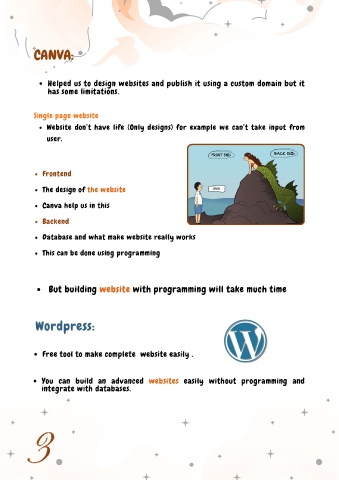 CANVA:
• Helped us to design websites and publish it using a custom domain but it
has some limitations.
Single page website
• Website don't have life (Only designs) for example we can't take input from
user.
• Frontend
• The design of the website
• Canva help us in this
• Backend
• Database and what make website really works
• This can be done using programming
FRONT END:
BACK END:
USER
• But building website with programming will take much time
Wordpress:
• Free tool to make complete website easily .
• You can build an advanced websites easily without programming and
integrate with databases.
3